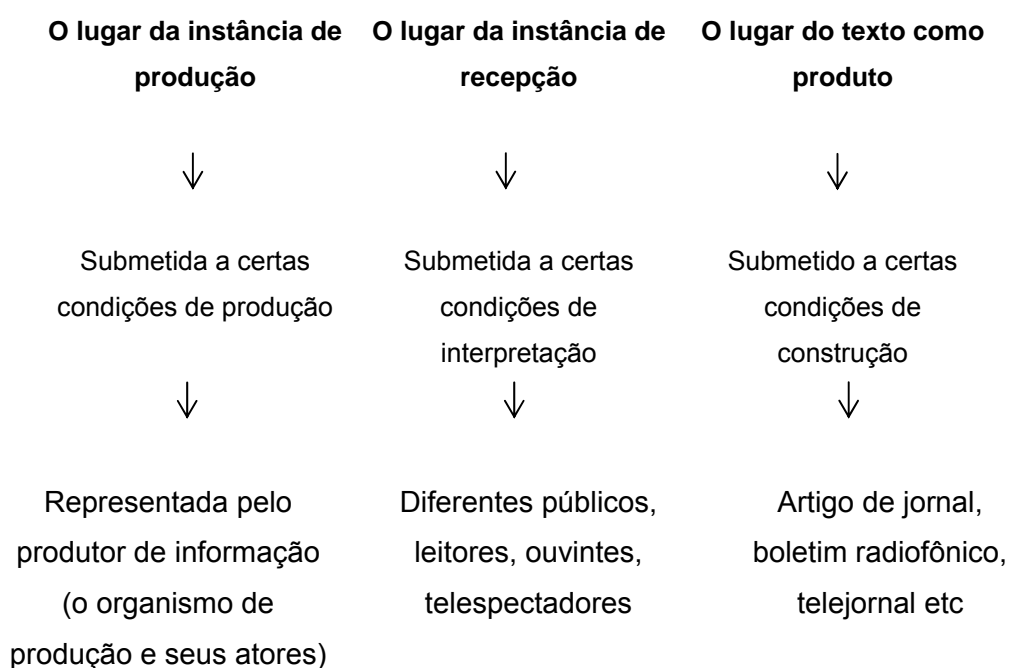 O lugar da instância de
produção
Submetida a certas
condições de produção
Representada pelo
produtor de informação
(o organismo de
produção e seus atores)
O lugar da instância de
recepção
Submetida a certas
condições de
interpretação
Diferentes públicos,
leitores, ouvintes,
telespectadores
O lugar do texto como
produto
Submetido a certas
condições de
construção
Artigo de jornal,
boletim radiofônico,
telejornal etc